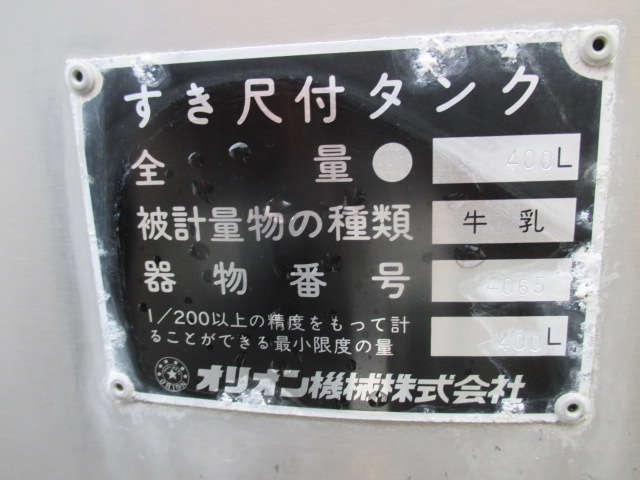 すき尺付タンク
全量 400L
被計量物の種類 牛乳
器物番号 4065
1/200以上の精度をもって計
ることができる最小限度の量 400L
ORION オリオン機械株式会社